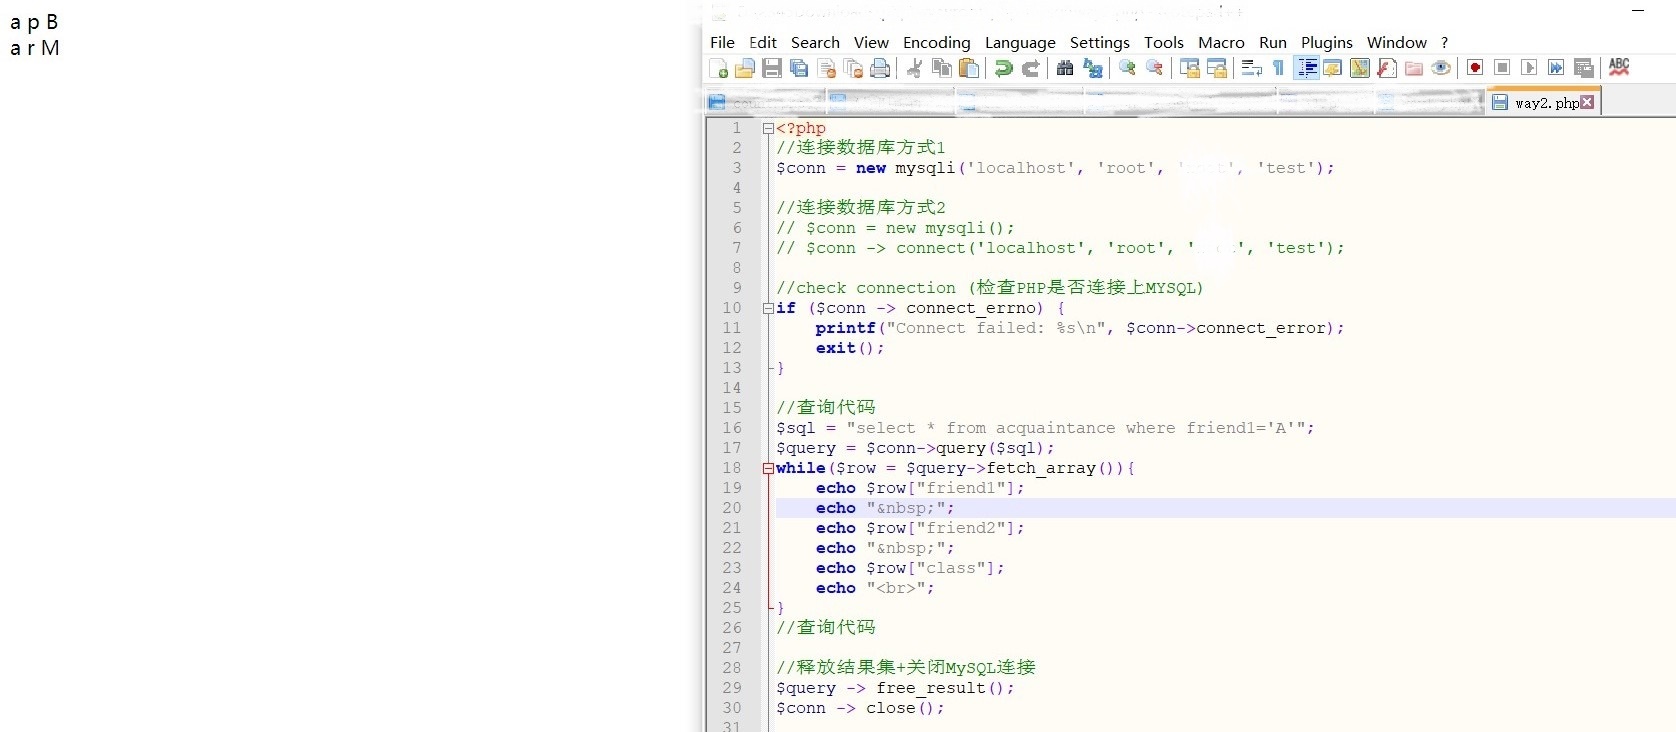 a p B
a r M
File Edit Search View Encoding Language Settings Tools Macro Run Plugins Window ?
ABC
way2.php
1 <?php
2 //连接数据库方式1
3 $conn = new mysqli('localhost', 'root', ' ', 'test');
4
5 //连接数据库方式2
6 // $conn = new mysqli();
7 // $conn -> connect('localhost', 'root', ' ', 'test');
8
9 //check connection (检查PHP是否连接上MYSQL)
10 if ($conn -> connect_errno) {
11 printf("Connect failed: %s\n", $conn->connect_error);
12 exit();
13 }
14
15 //查询代码
16 $sql = "select * from acquaintance where friend1='A'";
17 $query = $conn->query($sql);
18 while($row = $query->fetch_array()){
19 echo $row["friend1"];
20 echo "&nbsp;";
21 echo $row["friend2"];
22 echo "&nbsp;";
23 echo $row["class"];
24 echo "<br>";
25 }
26 //查询代码
27
28 //释放结果集+关闭MySQL连接
29 $query -> free_result();
30 $conn -> close();
31